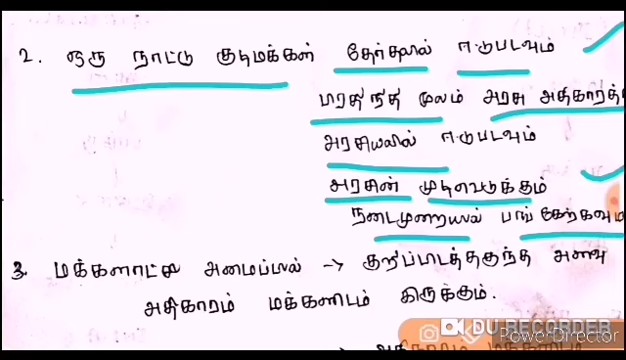 2. ஒரு நாட்டு குடிமக்கள் தேர்தலில் ஈடுபடவும்
பிரதிநிதி மூலம் அரசு அதிகாரத்
அரசியலில் ஈடுபடவும்
அரசின் முடிவெடுக்கும்
நடைமுறையில் பங்கேற்கவும்
3. மக்களாட்சி அமைப்பில் → குறிப்பிடத்தகுந்த அளவு
அதிகாரம் மக்களிடம் இருக்கும்.
DU RECORDER
PowerDirector